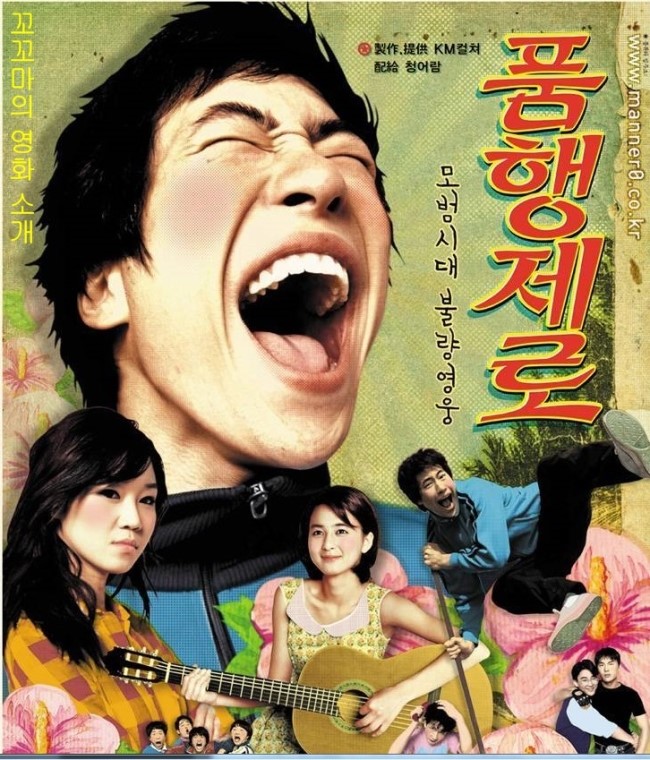 꼬꼬마의 영화 소개
製作.提供 KM컬쳐
配給 청어람
품행제로
모범시대 불량영웅
www.manner0.co.kr